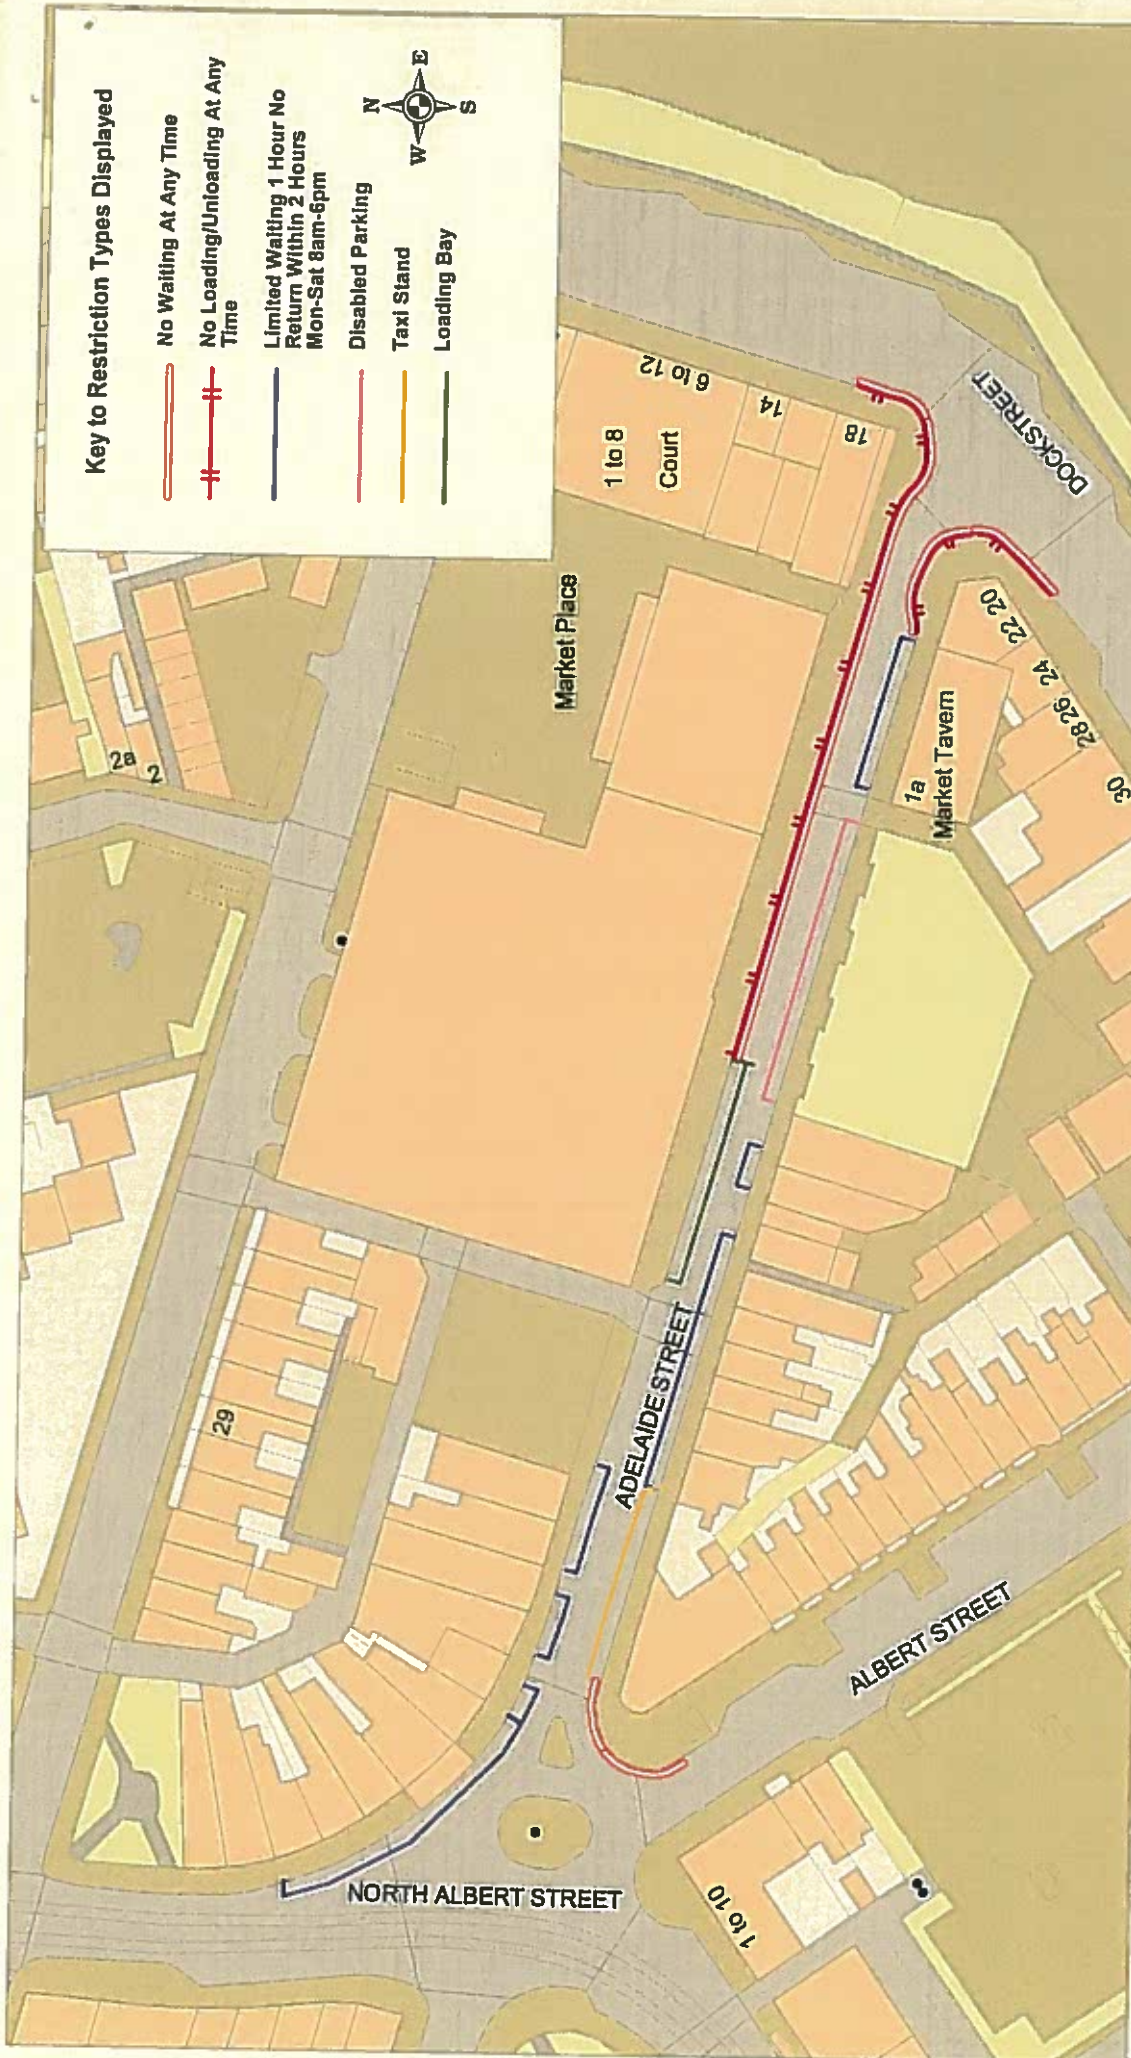 Key to Restriction Types Displayed
No Waiting At Any Time
No Loading/Unloading At Any
Time
Limited Waiting 1 Hour No
Return Within 2 Hours
Mon-Sat 8am-6pm
Disabled Parking
Taxi Stand
Loading Bay
N
W
E
S
2a
2
29
Market Place
1 to 8
Court
6 to 12
14
18
DOCKSTREET
22 20
24
28 26
30
1a
Market Tavern
ADELAIDE STREET
ALBERT STREET
NORTH ALBERT STREET
1 to 10